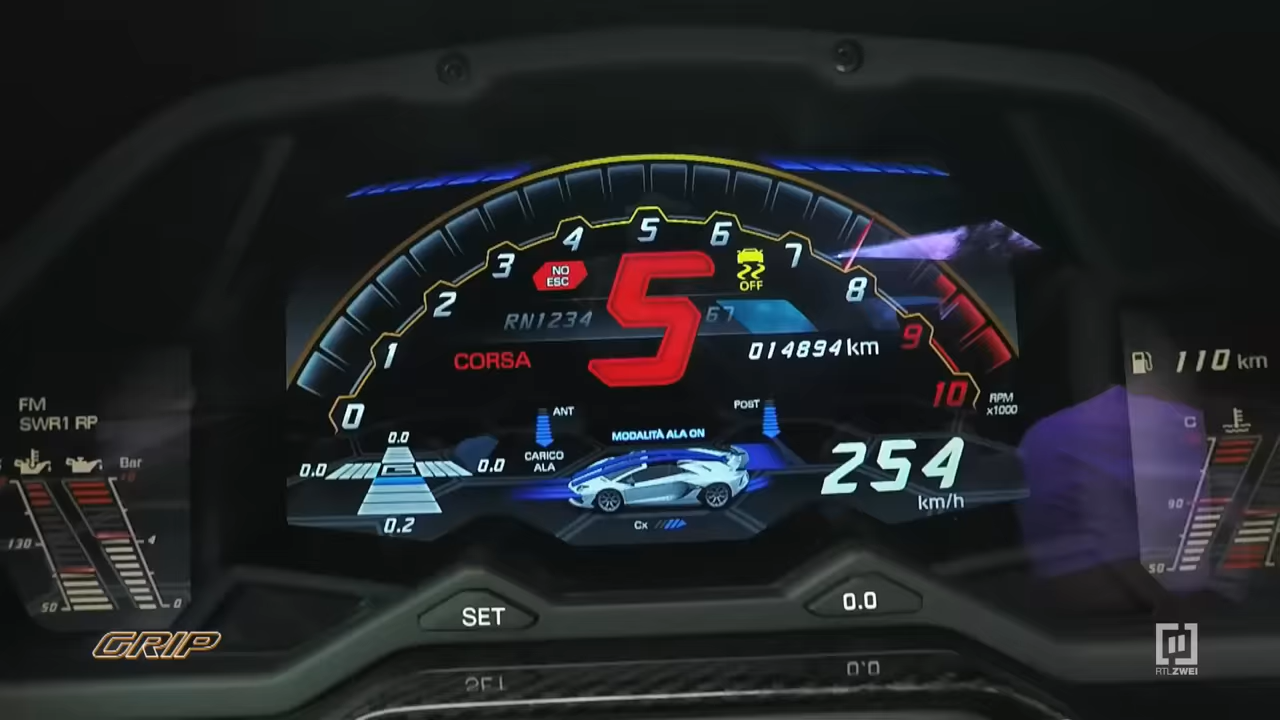 0 1 2 3 4 5 6 7 8 9 10
RPM
x1000
NO
ESC
5
OFF
RN1234 67
CORSA
014894 km
FM
SWR1 RP
Bar
130
50
4
0
0.0
0.0
0.0
0.2
ANT
CARICO
ALA
POST
MODALITÀ ALA ON
Cx
254
km/h
110 km
C
90
50
SET
0.0
GRIP
RTLZWEI